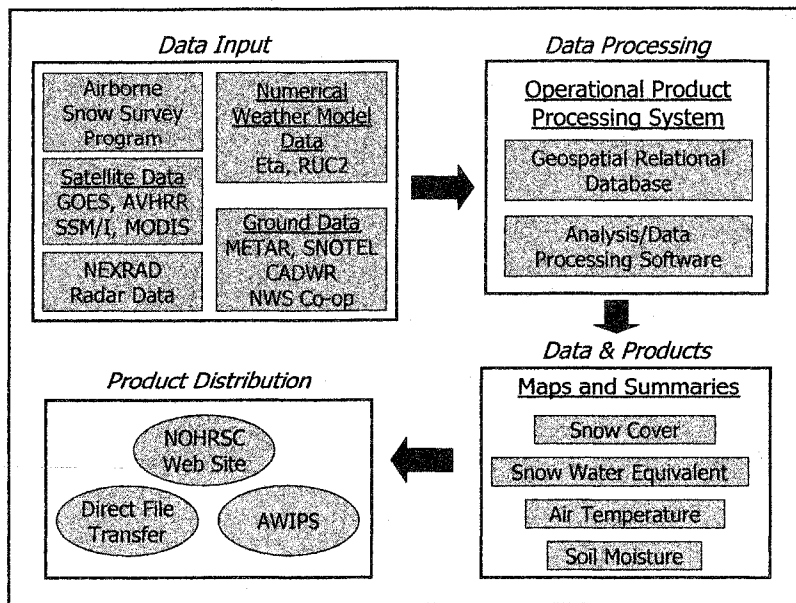 Data Input
Airborne
Snow Survey
Program
Satellite Data
GOES, AVHRR
SSM/I, MODIS
NEXRAD
Radar Data
Numerical
Weather Model
Data
Eta, RUC2
Ground Data
METAR, SNOTEL
CADWR
NWS Co-op
Data Processing
Operational Product
Processing System
Geospatial Relational
Database
Analysis/Data
Processing Software
Data & Products
Maps and Summaries
Snow Cover
Snow Water Equivalent
Air Temperature
Soil Moisture
Product Distribution
NOHRSC
Web Site
Direct File
Transfer
AWIPS